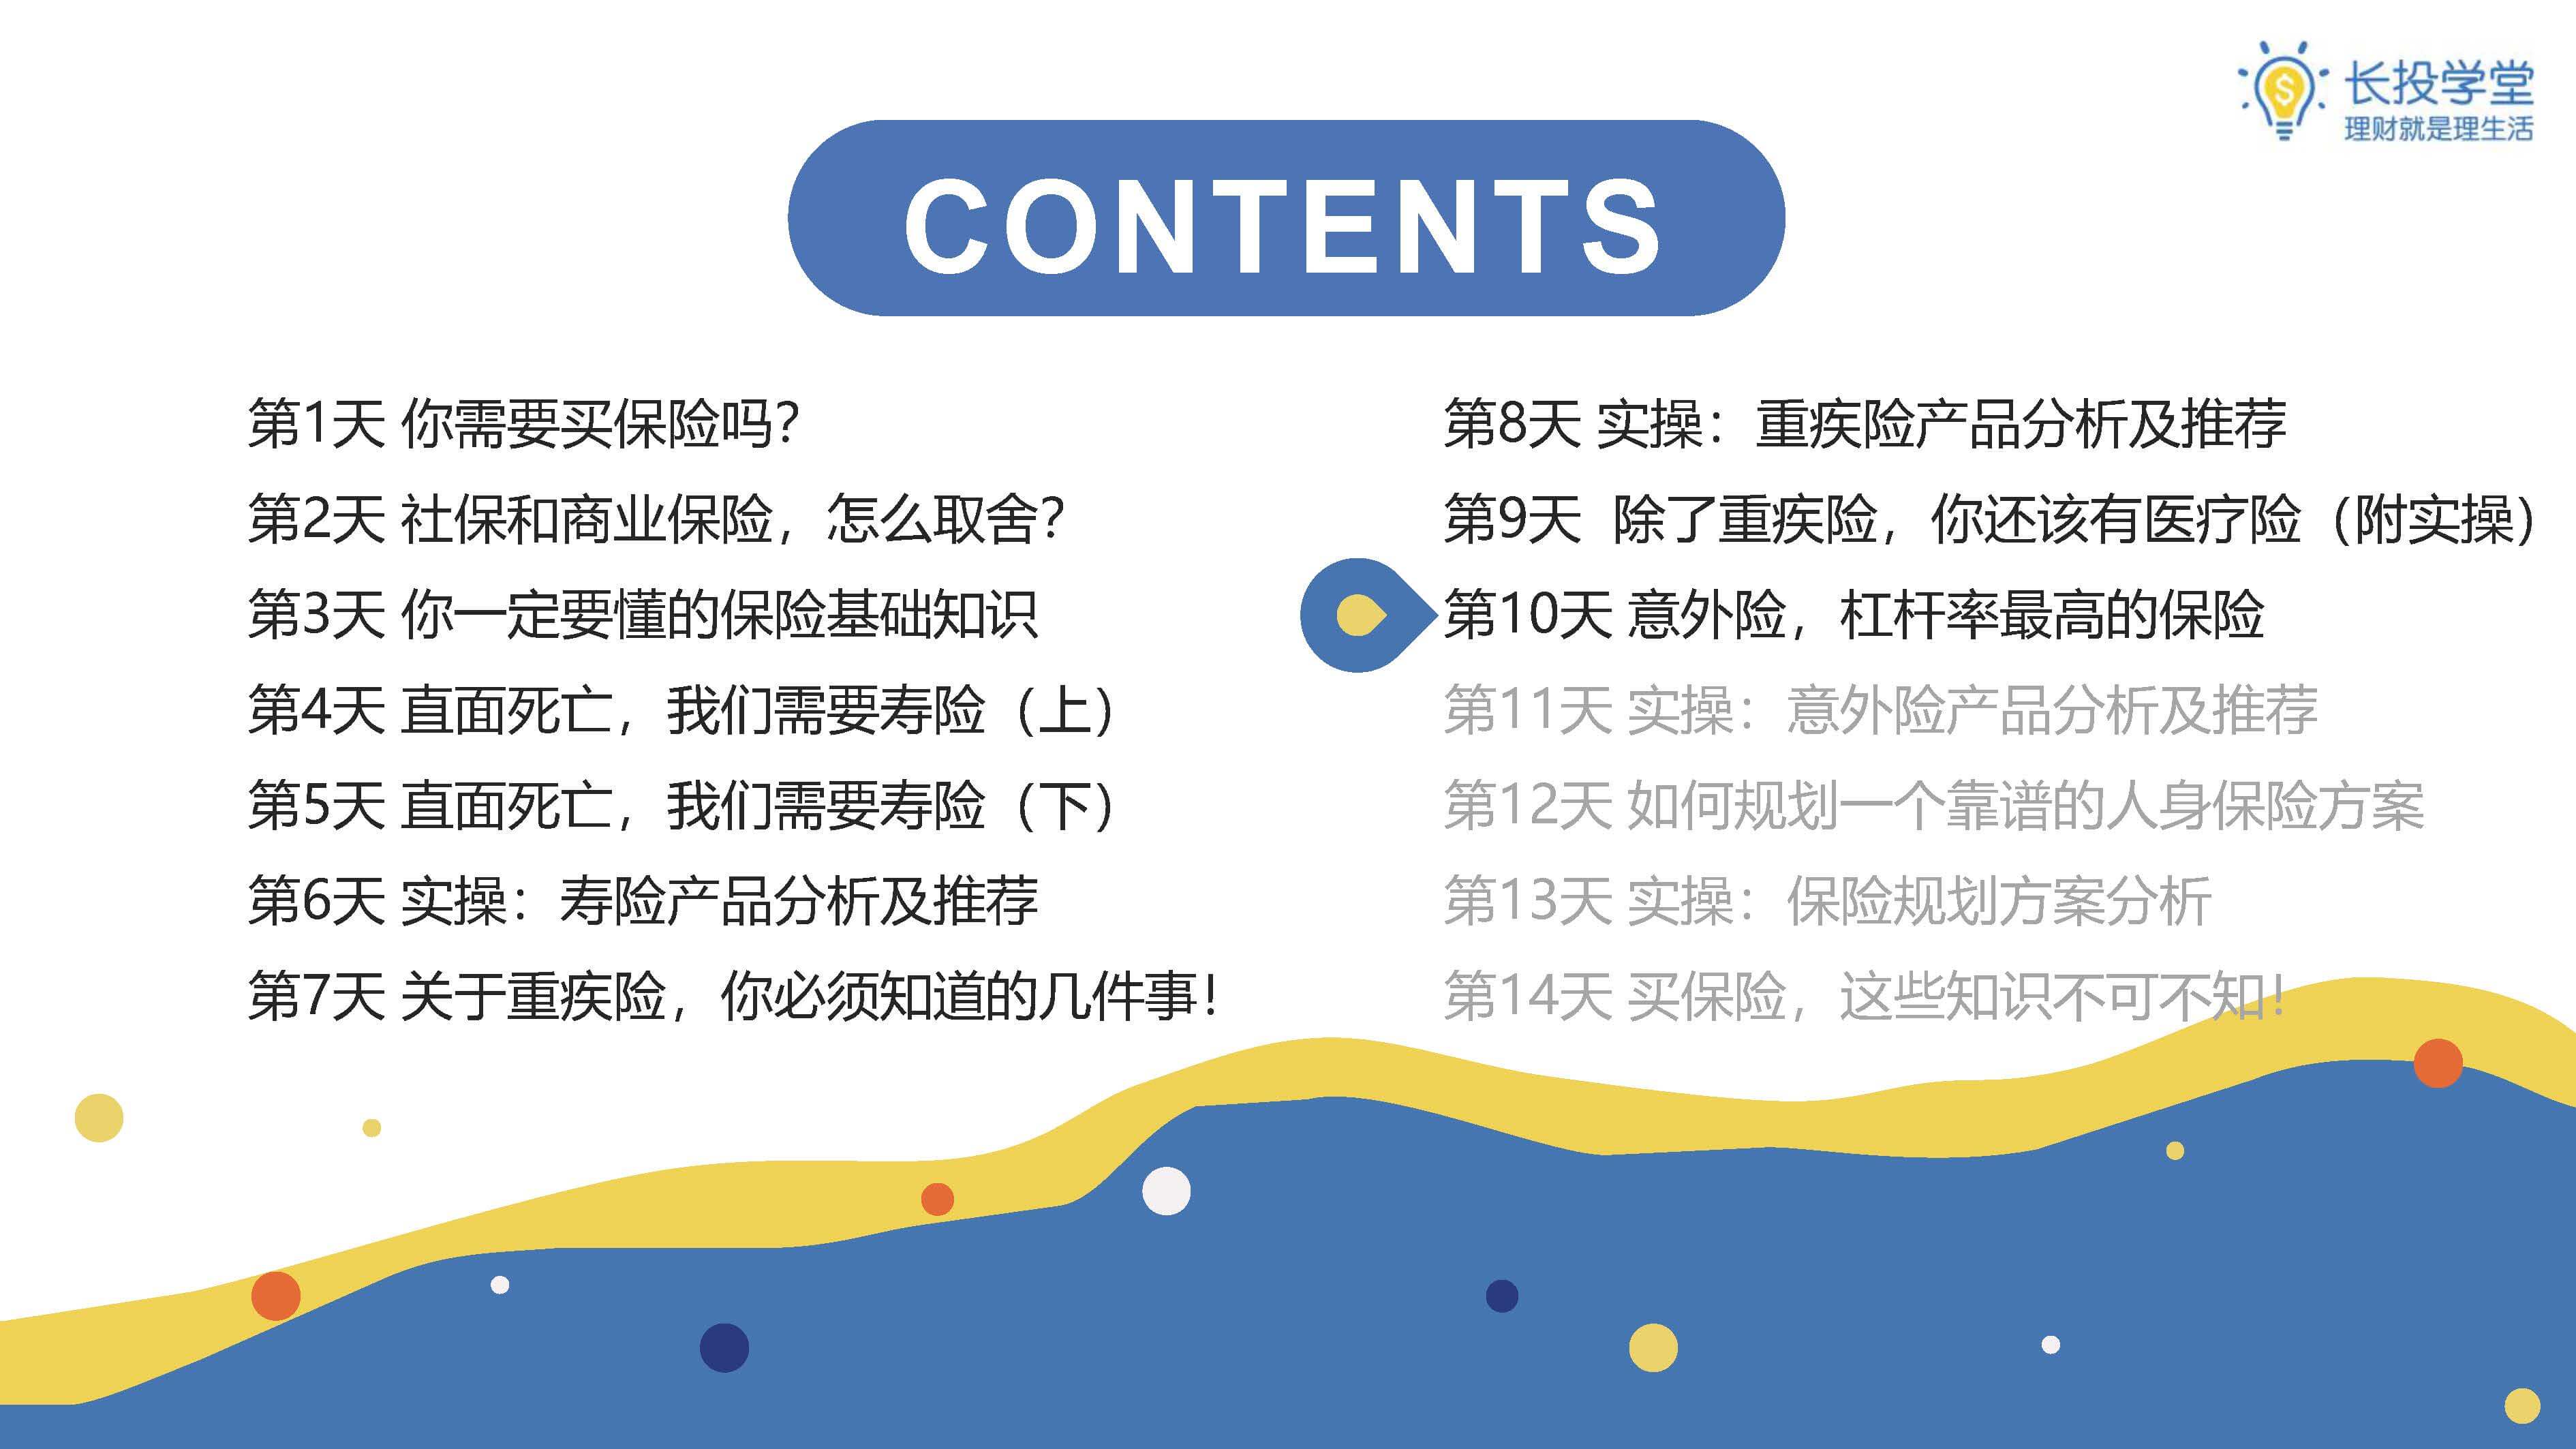 长投学堂
理财就是理生活
CONTENTS
第1天 你需要买保险吗？
第2天 社保和商业保险，怎么取舍？
第3天 你一定要懂的保险基础知识
第4天 直面死亡，我们需要寿险（上）
第5天 直面死亡，我们需要寿险（下）
第6天 实操：寿险产品分析及推荐
第7天 关于重疾险，你必须知道的几件事！
第8天 实操：重疾险产品分析及推荐
第9天 除了重疾险，你还该有医疗险（附实操）
第10天 意外险，杠杆率最高的保险
第11天 实操：意外险产品分析及推荐
第12天 如何规划一个靠谱的人身保险方案
第13天 实操：保险规划方案分析
第14天 买保险，这些知识不可不知！